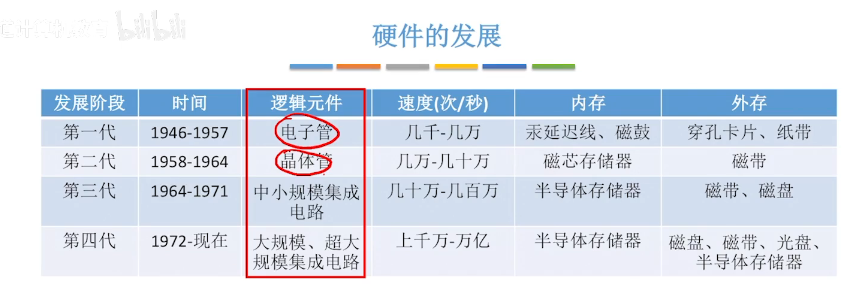 bilibili
硬件的发展
发展阶段 时间 逻辑元件 速度(次/秒) 内存 外存
第一代 1946-1957 电子管 几千-几万 汞延迟线、磁鼓 穿孔卡片、纸带
第二代 1958-1964 晶体管 几万-几十万 磁芯存储器 磁带
第三代 1964-1971 中小规模集成 几十万-几百万 半导体存储器 磁带、磁盘
电路
第四代 1972-现在 大规模、超大 上千万-万亿 半导体存储器 磁盘、磁带、光盘、
规模集成电路 半导体存储器